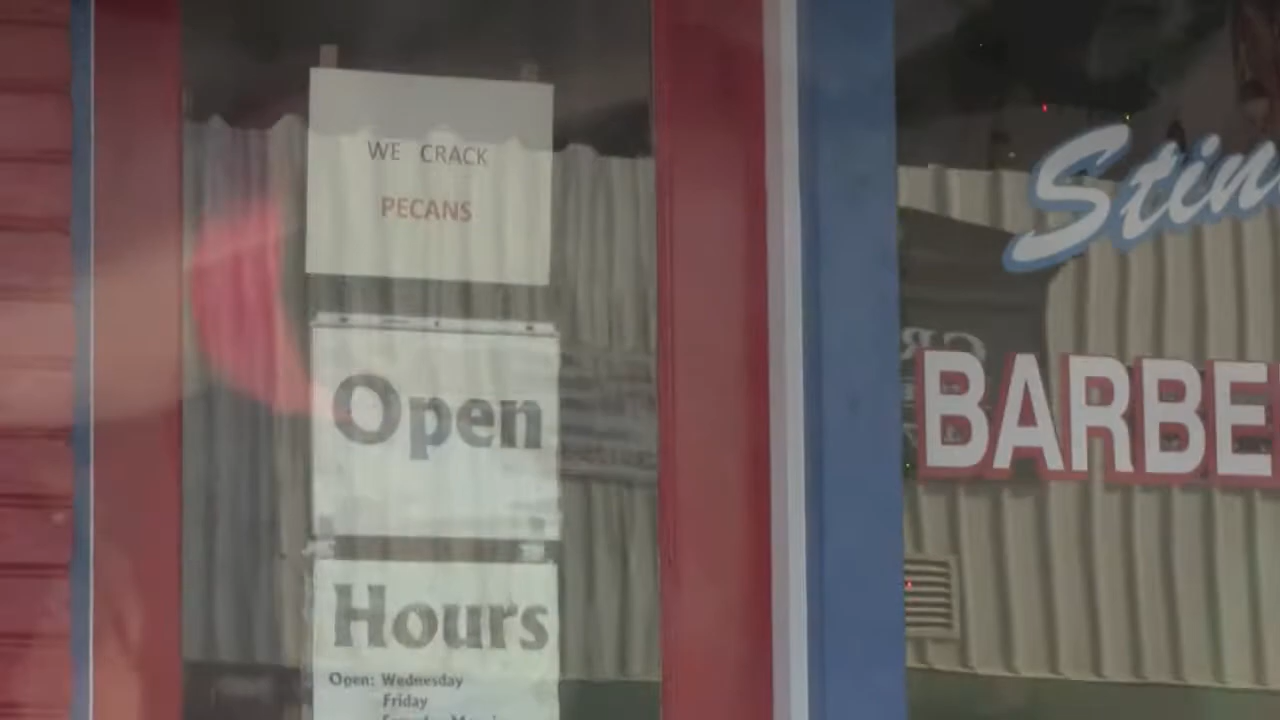 WE CRACK
PECANS
Open
Hours
Open: Wednesday
Friday
Stin
BARBE